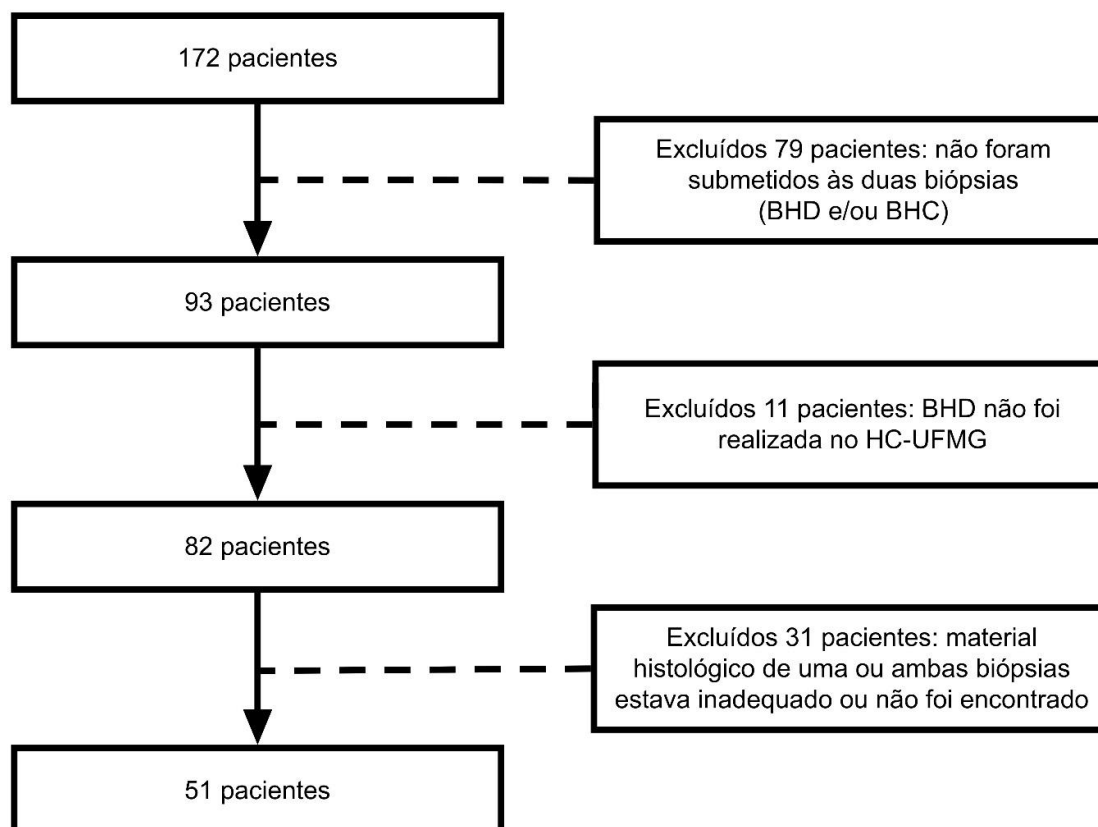 172 pacientes
Excluídos 79 pacientes: não foram
submetidos às duas biópsias
(BHD e/ou BHC)
93 pacientes
Excluídos 11 pacientes: BHD não foi
realizada no HC-UFMG
82 pacientes
Excluídos 31 pacientes: material
histológico de uma ou ambas biópsias
estava inadequado ou não foi encontrado
51 pacientes